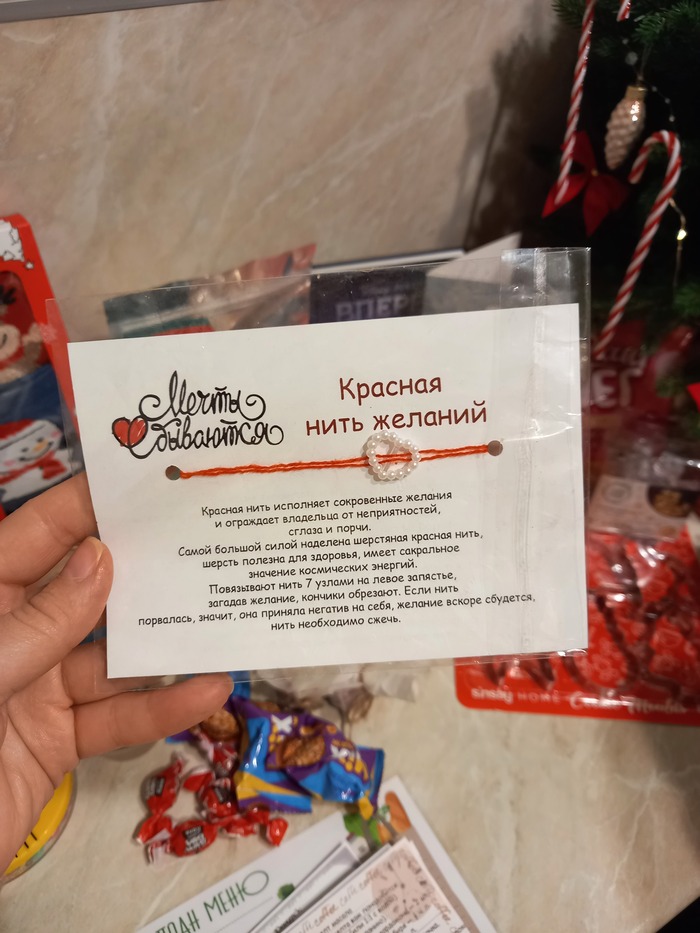 ВПЕР
Мечты
сбываются
Красная
нить желаний
Красная нить исполняет сокровенные желания
и ограждает владельца от неприятностей,
сглаза и порчи.
Самой большой силой наделена шерстяная красная нить,
шерсть полезна для здоровья, имеет сакральное
значение космических энергий.
Повязывают нить 7 узлами на левое запястье,
загадав желание, кончики обрезают. Если нить
порвалась, значит, она приняла негатив на себя, желание вскоре сбудется,
нить необходимо сжечь.
HOME
МЕНЮ